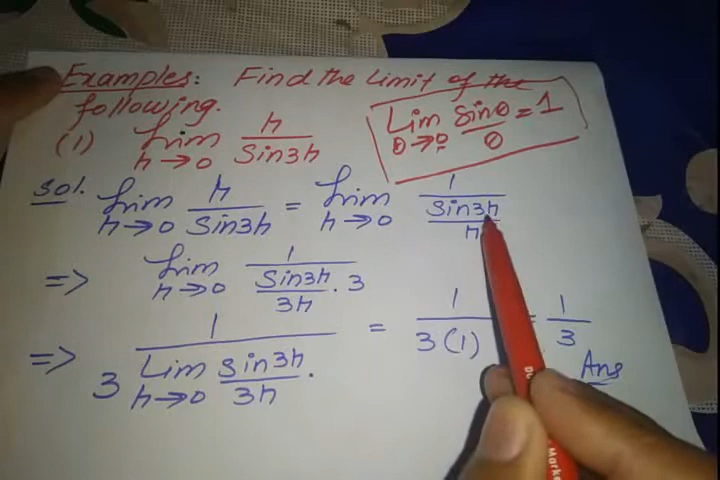 Examples: Find the Limit of the
following.
(1) Lim h→0 h/Sin3h
Lim θ→0 Sinθ/θ = 1
Sol. Lim h→0 h/Sin3h = Lim h→0 1/(Sin3h/h)
=> Lim h→0 1/(Sin3h/3h . 3)
=> 1/(3 Lim h→0 Sin3h/3h .) = 1/3(1) = 1/3
Ans